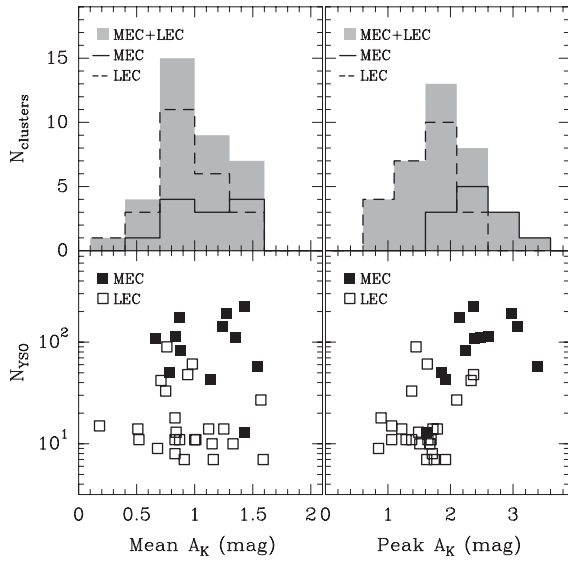 MEC+LEC
MEC
LEC
15
10
5
0
N_clusters
MEC+LEC
MEC
LEC
MEC
LEC
10^2
10^1
N_YSO
MEC
LEC
0 0.5 1 1.5 2
Mean A_K (mag)
1 2 3
Peak A_K (mag)